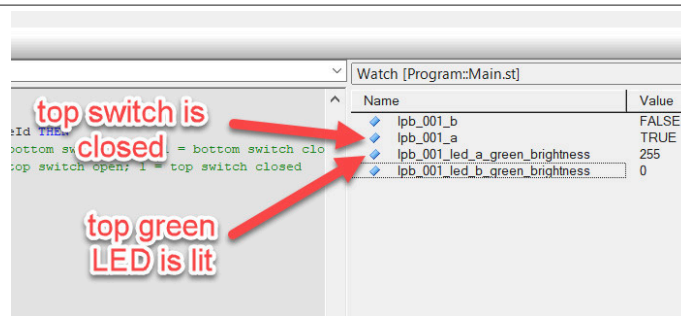 Watch [Program::Main.st]
Name Value
lpb_001_b FALSE
lpb_001_a TRUE
lpb_001_led_a_green_brightness 255
lpb_001_led_b_green_brightness 0
eId THEN
bottom sw = bottom switch clo
top switch open; 1 = top switch closed
top switch is
closed
top green
LED is lit